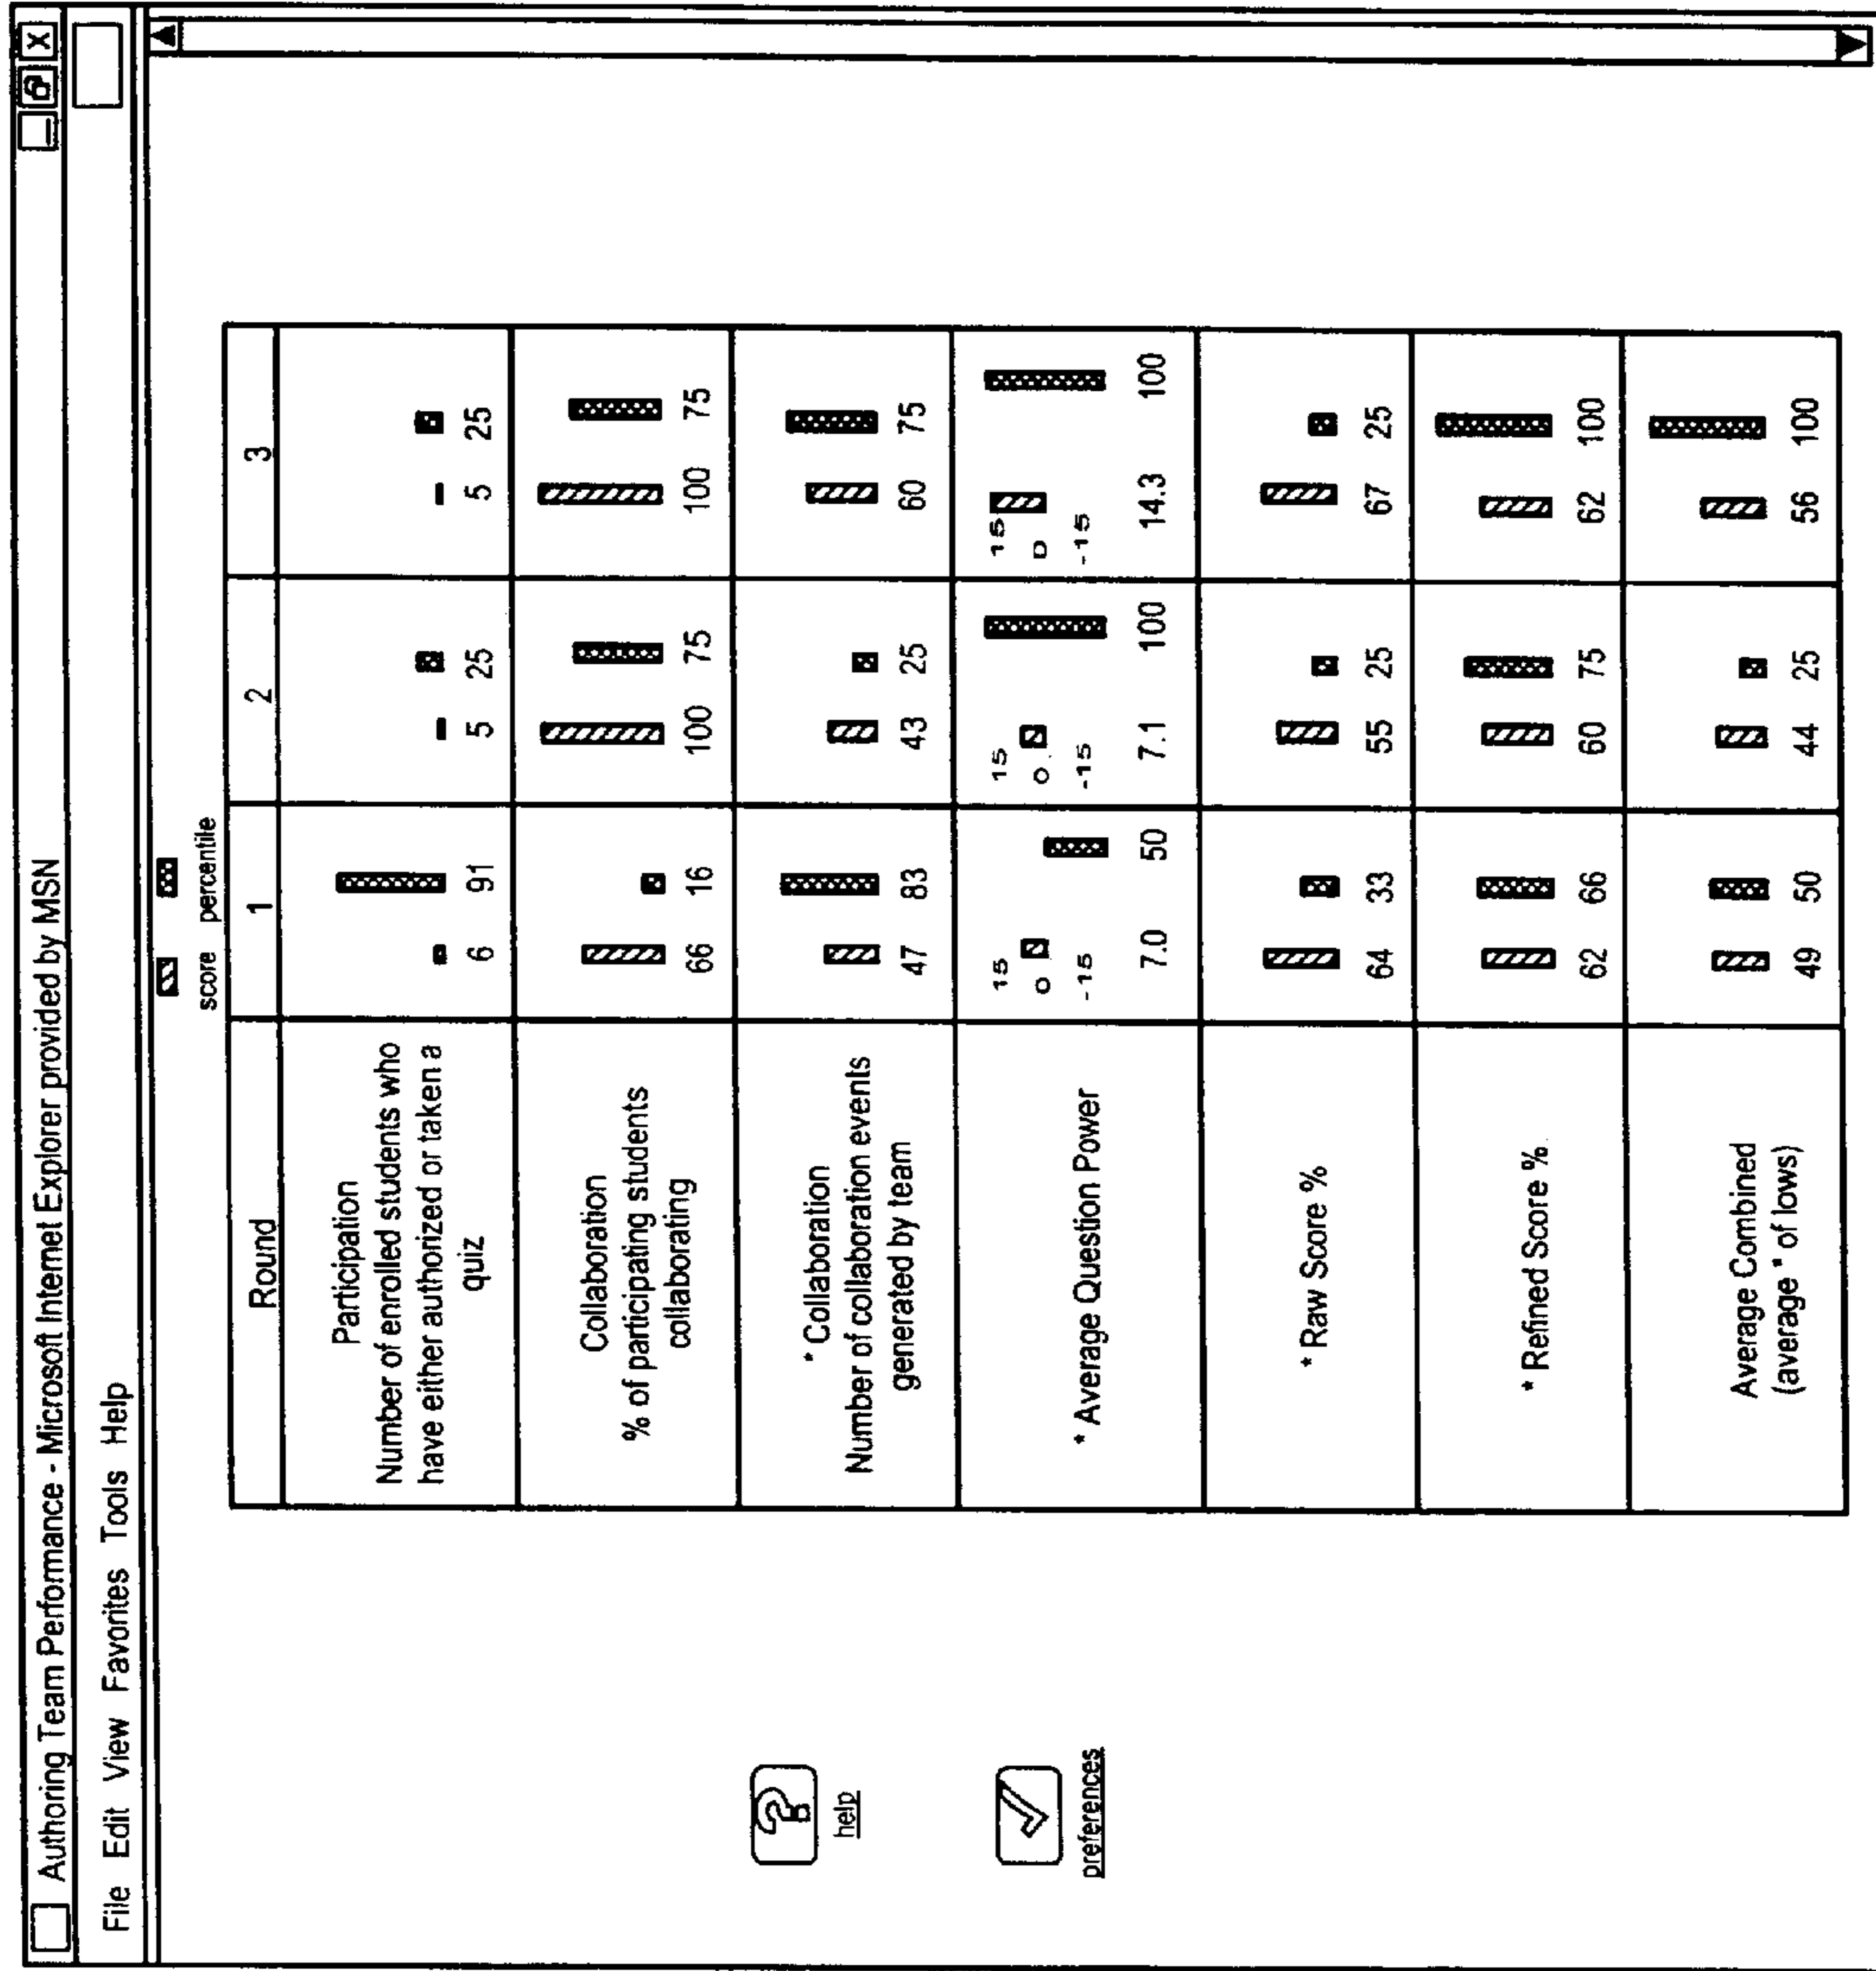 Authoring Team Performance - Microsoft Internet Explorer provided by MSN
X
File Edit View Favorites Tools Help
score percentile
Round 1 2 3
Participation
Number of enrolled students who
have either authorized or taken a
quiz
6 91 5 25 5 25
Collaboration
% of participating students
collaborating
66 16 100 75 100 75
* Collaboration
Number of collaboration events
generated by team
47 83 43 25 60 75
* Average Question Power
15 15 15
0 0 0
-15 -15 -15
7.0 50 7.1 100 14.3 100
* Raw Score %
64 33 55 25 67 25
* Refined Score %
62 66 60 75 62 100
Average Combined
(average * of lows)
49 50 44 25 56 100
?
help
preferences